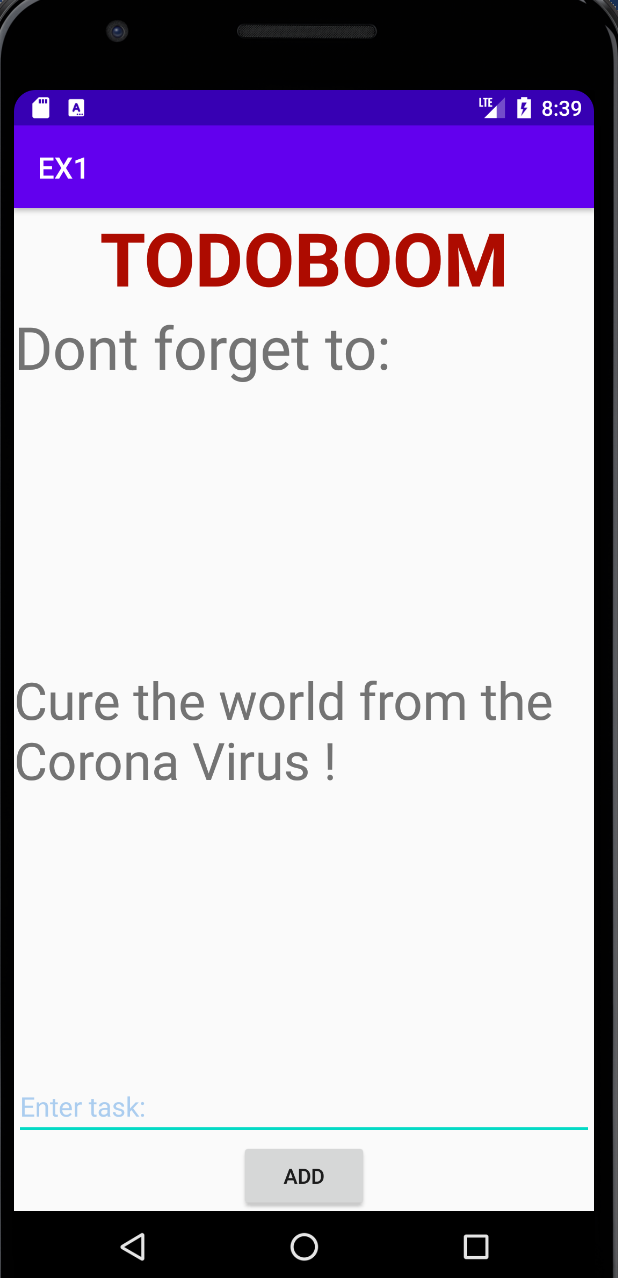 LTE 8:39
EX1
TODOBOOM
Dont forget to:
Cure the world from the
Corona Virus !
Enter task:
ADD